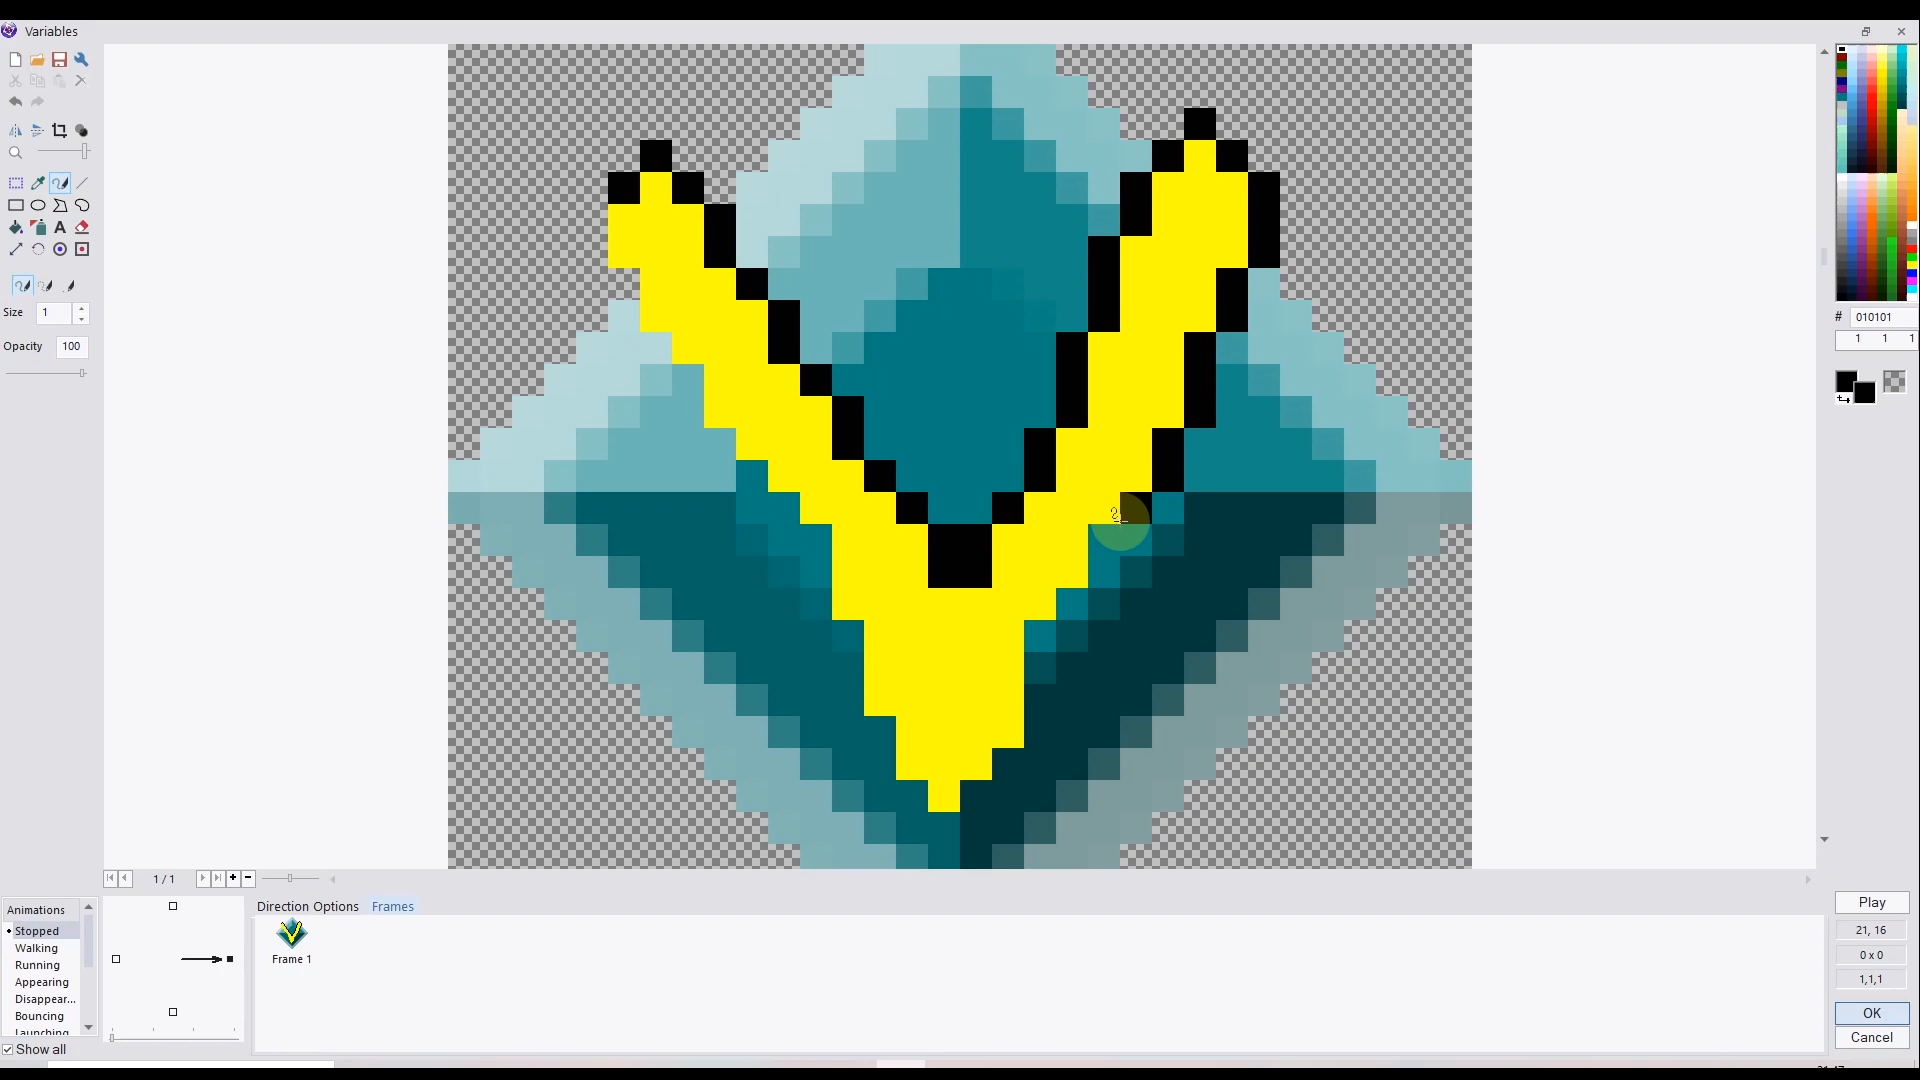 Variables
Size 1
Opacity 100
# 010101
1 1 1
1 / 1
Animations
Stopped
Walking
Running
Appearing
Disappear...
Bouncing
Launching
Show all
Direction Options Frames
Frame 1
Play
21, 16
0 x 0
1,1,1
OK
Cancel